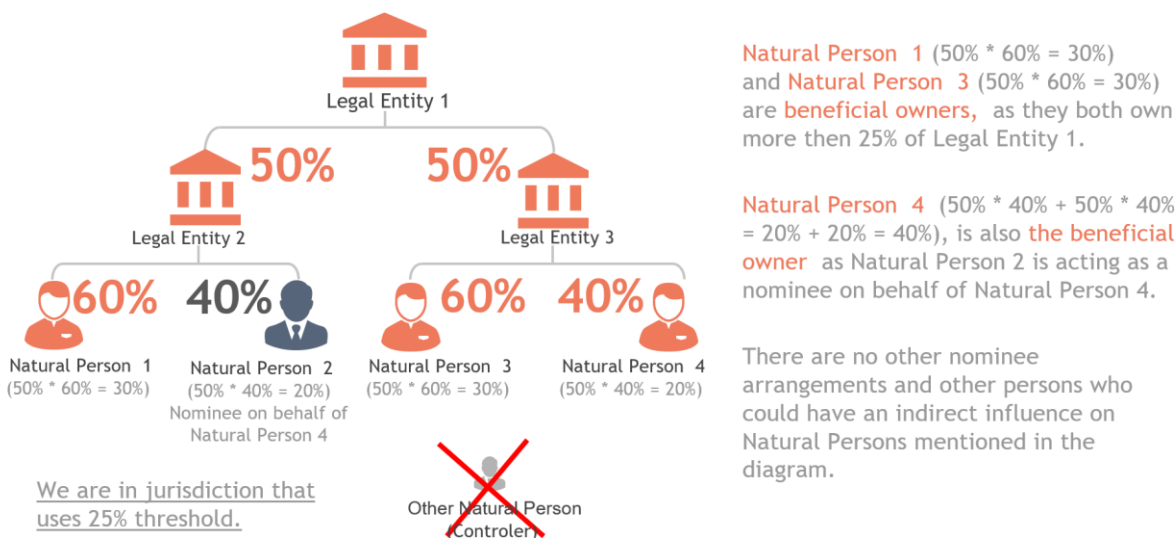 Legal Entity 1
50%
50%
Legal Entity 2
Legal Entity 3
60%
40%
60%
40%
Natural Person 1
(50% * 60% = 30%)
Natural Person 2
(50% * 40% = 20%)
Nominee on behalf of
Natural Person 4
Natural Person 3
(50% * 60% = 30%)
Natural Person 4
(50% * 40% = 20%)
We are in jurisdiction that
uses 25% threshold.
Other Natural Person
(Controler)
Natural Person 1 (50% * 60% = 30%)
and Natural Person 3 (50% * 60% = 30%)
are beneficial owners, as they both own
more then 25% of Legal Entity 1.
Natural Person 4 (50% * 40% + 50% * 40%
= 20% + 20% = 40%), is also the beneficial
owner as Natural Person 2 is acting as a
nominee on behalf of Natural Person 4.
There are no other nominee
arrangements and other persons who
could have an indirect influence on
Natural Persons mentioned in the
diagram.